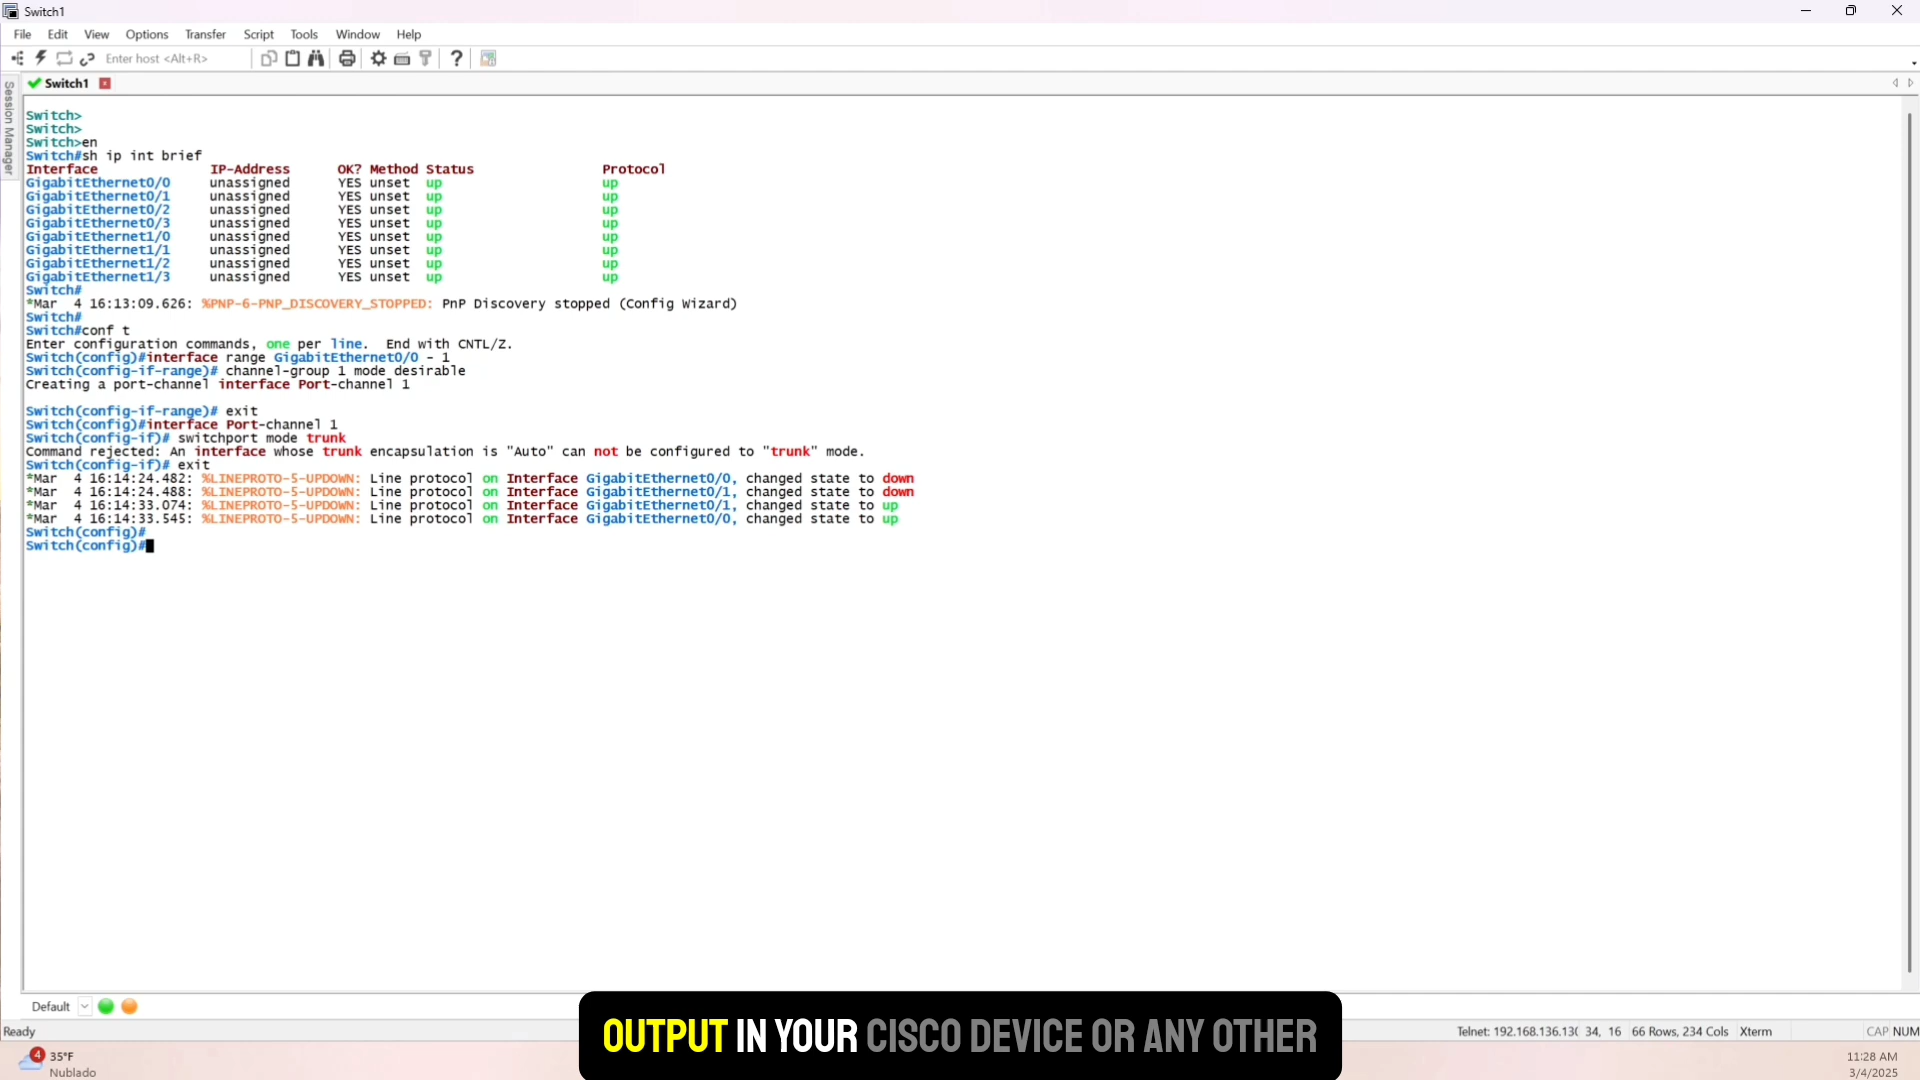 Switch1
File Edit View Options Transfer Script Tools Window Help
Enter host <Alt+R>
Session Manager
Switch1
Switch>
Switch>
Switch>en
Switch#sh ip int brief
Interface IP-Address OK? Method Status Protocol
GigabitEthernet0/0 unassigned YES unset up up
GigabitEthernet0/1 unassigned YES unset up up
GigabitEthernet0/2 unassigned YES unset up up
GigabitEthernet0/3 unassigned YES unset up up
GigabitEthernet1/0 unassigned YES unset up up
GigabitEthernet1/1 unassigned YES unset up up
GigabitEthernet1/2 unassigned YES unset up up
GigabitEthernet1/3 unassigned YES unset up up
Switch#
*Mar 4 16:13:09.626: %PNP-6-PNP_DISCOVERY_STOPPED: PnP Discovery stopped (Config Wizard)
Switch#
Switch#conf t
Enter configuration commands, one per line. End with CNTL/Z.
Switch(config)#interface range GigabitEthernet0/0 - 1
Switch(config-if-range)# channel-group 1 mode desirable
Creating a port-channel interface Port-channel 1
Switch(config-if-range)# exit
Switch(config)#interface Port-channel 1
Switch(config-if)# switchport mode trunk
Command rejected: An interface whose trunk encapsulation is "Auto" can not be configured to "trunk" mode.
Switch(config-if)# exit
*Mar 4 16:14:24.482: %LINEPROTO-5-UPDOWN: Line protocol on Interface GigabitEthernet0/0, changed state to down
*Mar 4 16:14:24.488: %LINEPROTO-5-UPDOWN: Line protocol on Interface GigabitEthernet0/1, changed state to down
*Mar 4 16:14:33.074: %LINEPROTO-5-UPDOWN: Line protocol on Interface GigabitEthernet0/1, changed state to up
*Mar 4 16:14:33.545: %LINEPROTO-5-UPDOWN: Line protocol on Interface GigabitEthernet0/0, changed state to up
Switch(config)#
Switch(config)#
Default
OUTPUT IN YOUR CISCO DEVICE OR ANY OTHER
Ready
Telnet: 192.168.136.13( 34, 16 66 Rows, 234 Cols Xterm CAP NUM
4 35°F
Nublado
11:28 AM
3/4/2025